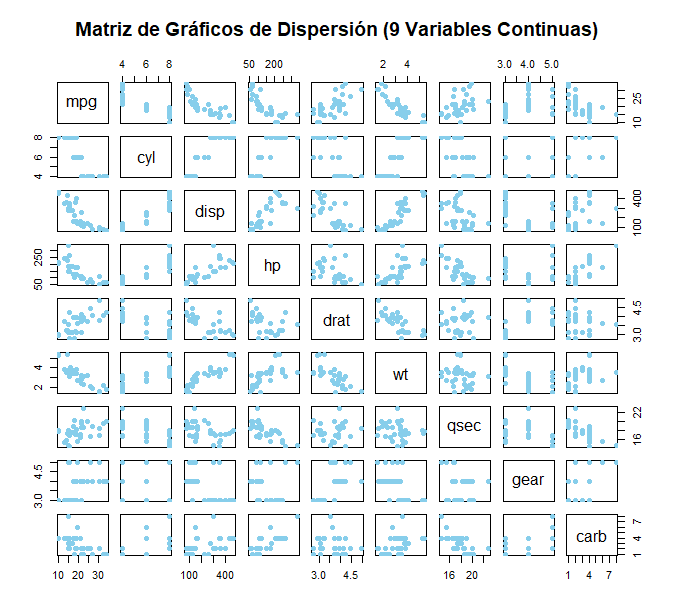 Matriz de Gráficos de Dispersión (9 Variables Continuas)
4 6 8 50 200 2 4 3.0 4.0 5.0
mpg 10 25
4 6 8 cyl
disp 100 400
50 250 hp
drat 3.0 4.5
2 4 wt
qsec 16 22
3.0 4.5 gear
carb 1 4 7
10 20 30 100 400 3.0 4.5 16 20 1 4 7